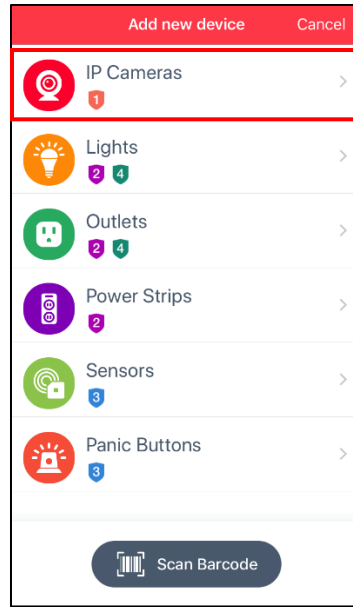 Add new device Cancel
IP Cameras
1
Lights
2 4
Outlets
2 4
Power Strips
2
Sensors
3
Panic Buttons
3
Scan Barcode